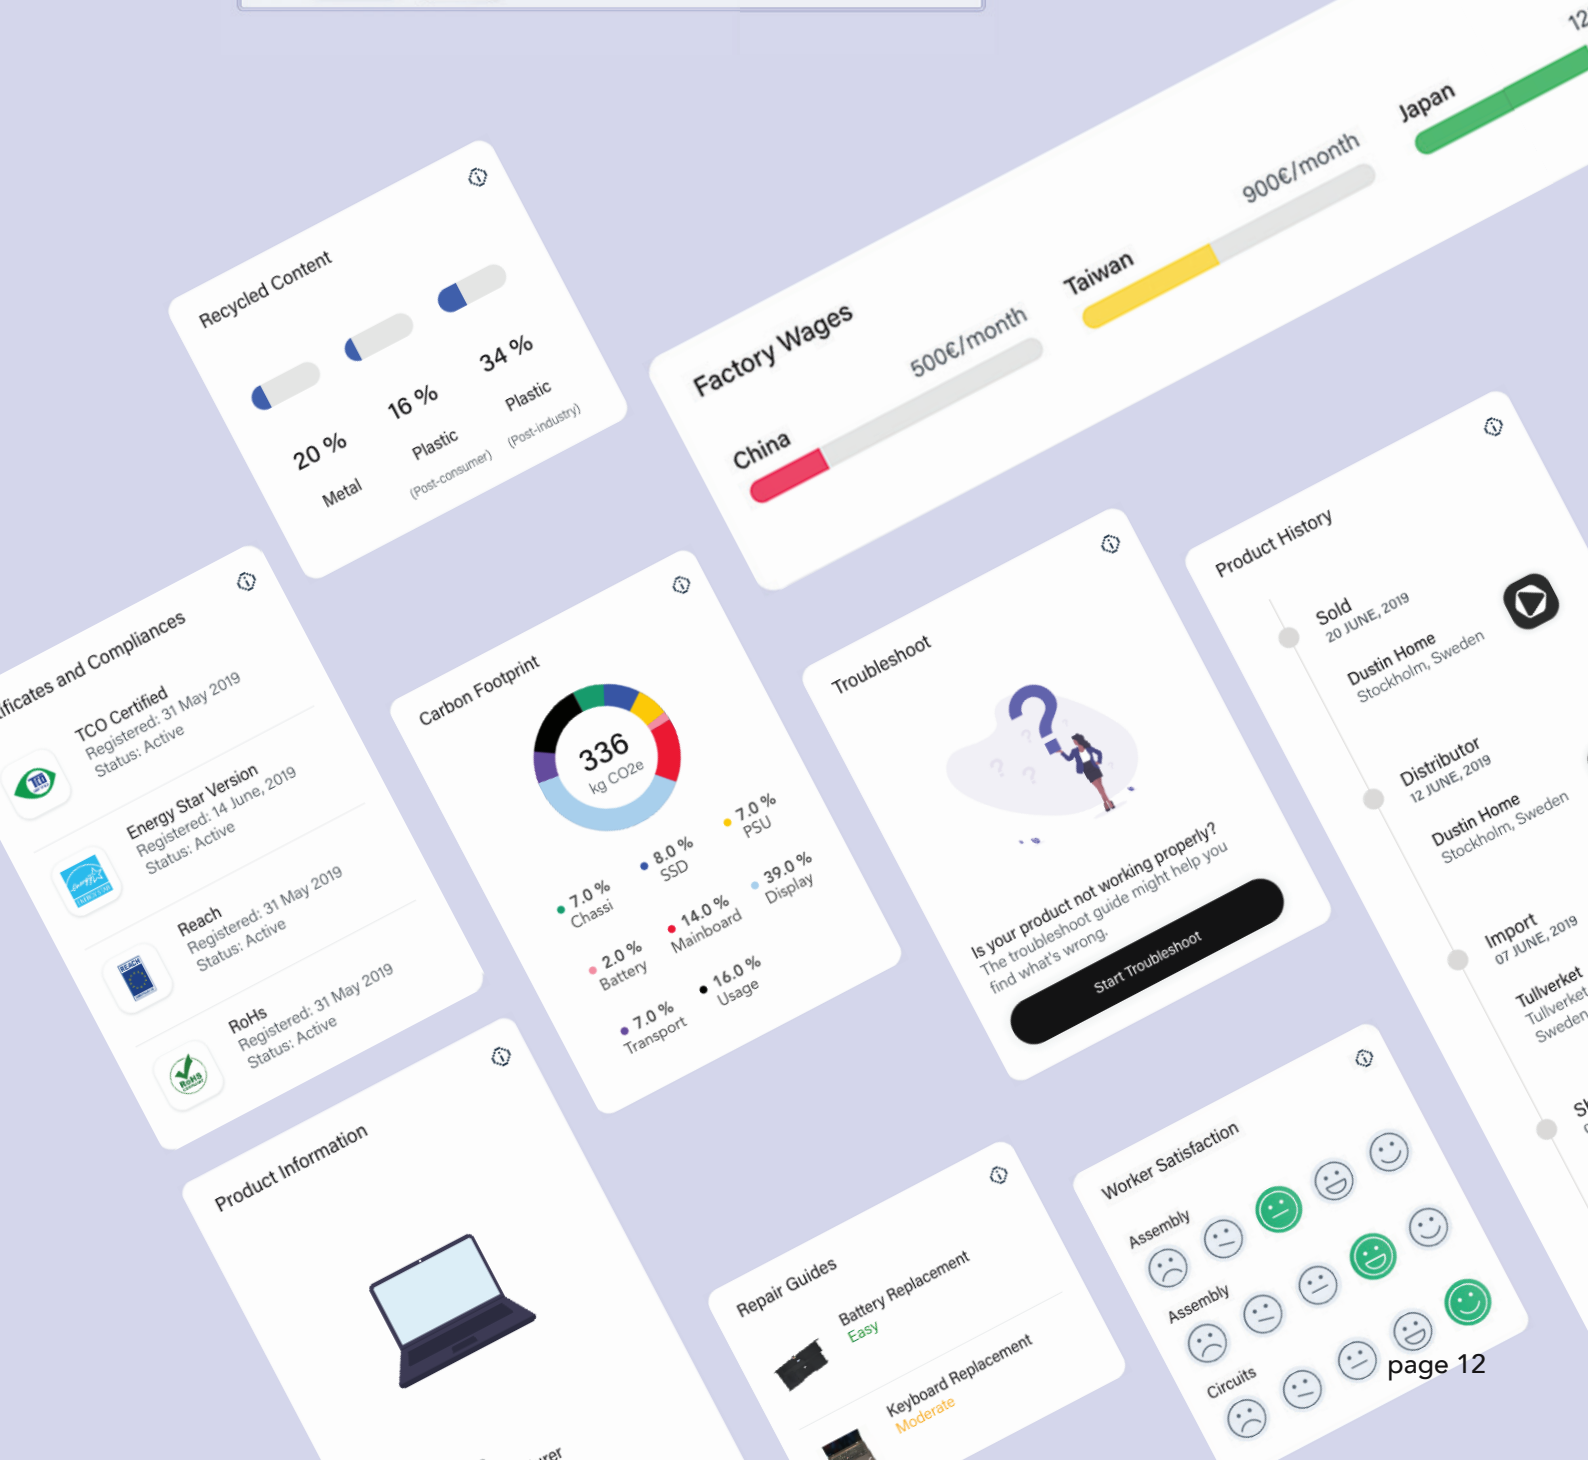 Recycled Content
20 %
Metal
16 %
Plastic
(Post-consumer)
34 %
Plastic
(Post-industry)
Factory Wages
China
500€/month
Taiwan
900€/month
Japan
12
ificates and Compliances
TCO Certified
Registered: 31 May 2019
Status: Active
Energy Star Version
Registered: 14 June, 2019
Status: Active
REACH
Reach
Registered: 31 May 2019
Status: Active
RoHS
RoHs
Registered: 31 May 2019
Status: Active
Carbon Footprint
336
kg CO2e
7.0 %
Chassi
8.0 %
SSD
7.0 %
PSU
2.0 %
Battery
14.0 %
Mainboard
39.0 %
Display
7.0 %
Transport
16.0 %
Usage
Troubleshoot
Is your product not working properly?
The troubleshoot guide might help you
find what's wrong.
Start Troubleshoot
Product History
Sold
20 JUNE, 2019
Dustin Home
Stockholm, Sweden
Distributor
12 JUNE, 2019
Dustin Home
Stockholm, Sweden
Import
07 JUNE, 2019
Tullverket
Tullverket
Sweden
Product Information
Repair Guides
Battery Replacement
Easy
Keyboard Replacement
Moderate
Worker Satisfaction
Assembly
Assembly
Circuits
page 12